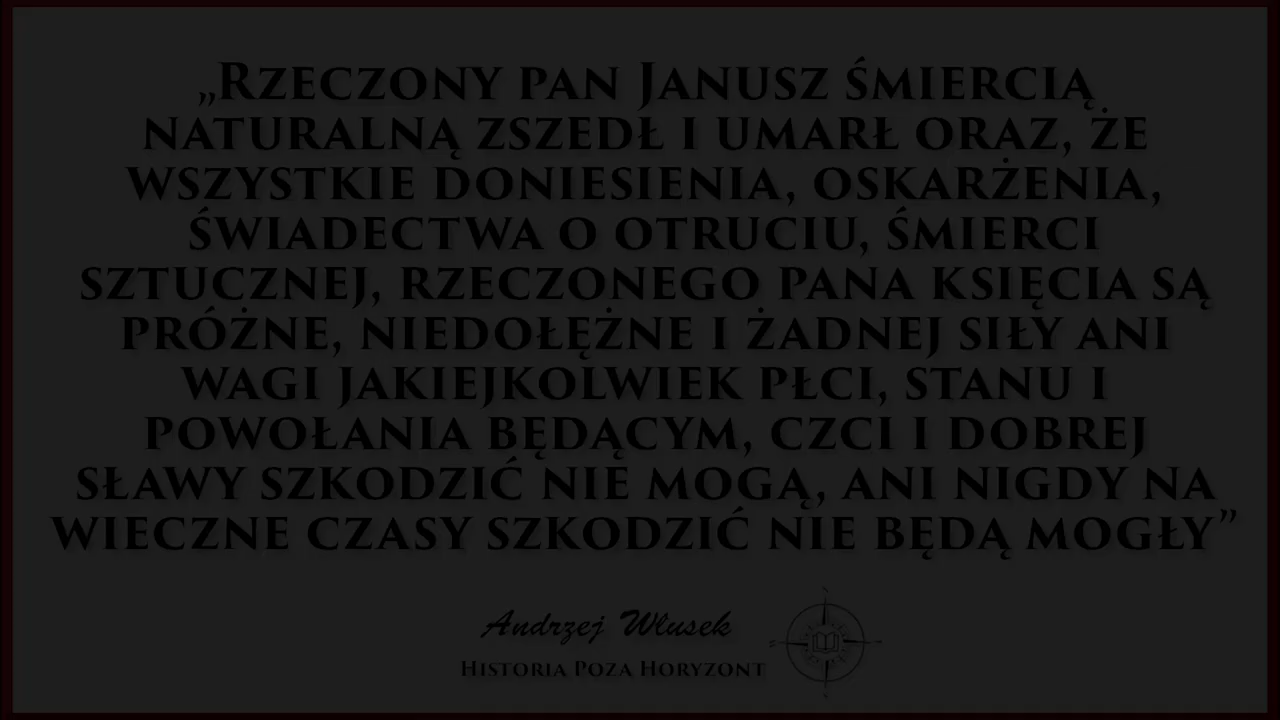 „Rzeczony pan Janusz śmiercią
naturalną zszedł i umarł oraz, że
wszystkie doniesienia, oskarżenia,
świadectwa o otruciu, śmierci
sztucznej, rzeczonego pana księcia są
próżne, niedołężne i żadnej siły ani
wagi jakiejkolwiek płci, stanu i
powołania będącym, czci i dobrej
sławy szkodzić nie mogą, ani nigdy na
wieczne czasy szkodzić nie będą mogły”
Andrzej Włusek
Historia Poza Horyzont